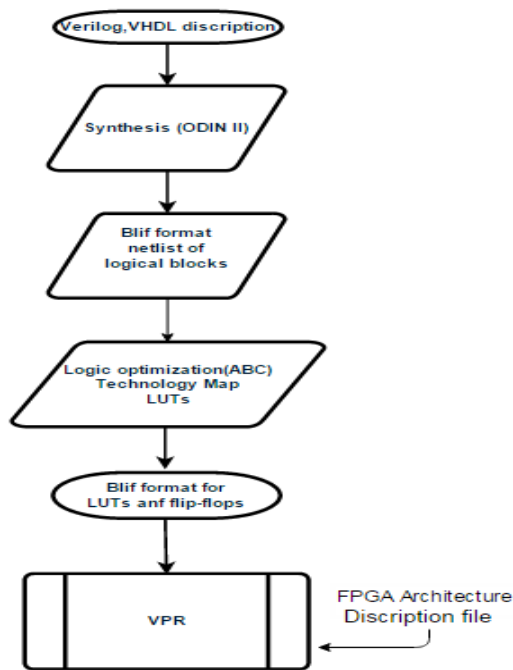 Verilog,VHDL discription
Synthesis (ODIN II)
Blif format
netlist of
logical blocks
Logic optimization(ABC)
Technology Map
LUTs
Blif format for
LUTs anf flip-flops
VPR
FPGA Architecture
Discription file